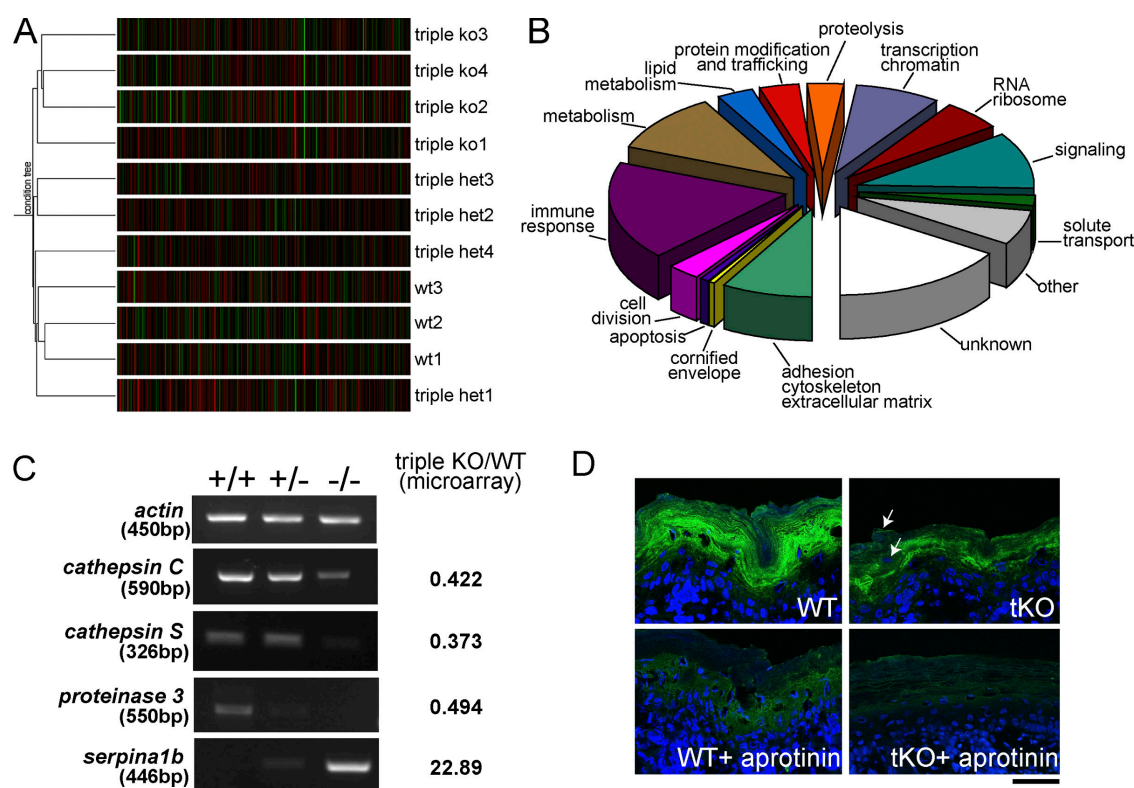 A
condition tree
triple ko3
triple ko4
triple ko2
triple ko1
triple het3
triple het2
triple het4
wt3
wt2
wt1
triple het1
B
proteolysis
protein modification
and trafficking
transcription
chromatin
lipid
metabolism
RNA
ribosome
metabolism
signaling
immune
response
solute
transport
other
cell
division
apoptosis
unknown
cornified
envelope
adhesion
cytoskeleton
extracellular matrix
C
+/+ +/- -/-
triple KO/WT
(microarray)
actin
(450bp)
cathepsin C
(590bp)
0.422
cathepsin S
(326bp)
0.373
proteinase 3
(550bp)
0.494
serpina1b
(446bp)
22.89
D
WT
tKO
WT+ aprotinin
tKO+ aprotinin